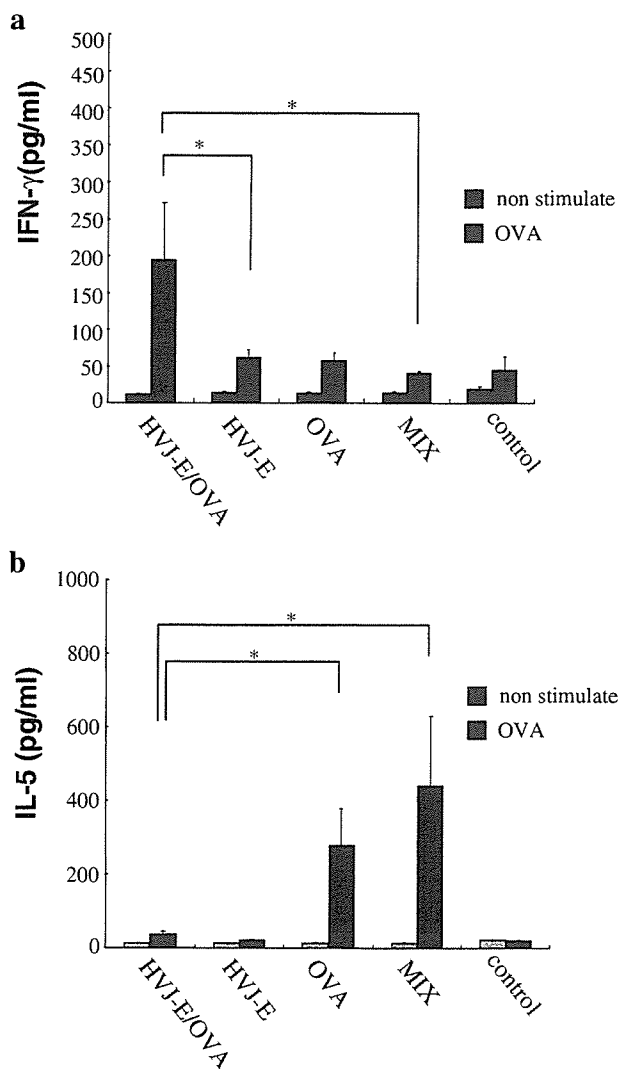 a
IFN-γ(pg/ml)
500
450
400
350
300
250
200
150
100
50
0
*
*
non stimulate
OVA
HVJ-E/OVA
HVJ-E
OVA
MIX
control
b
IL-5 (pg/ml)
1000
800
600
400
200
0
*
*
non stimulate
OVA
HVJ-E/OVA
HVJ-E
OVA
MIX
control